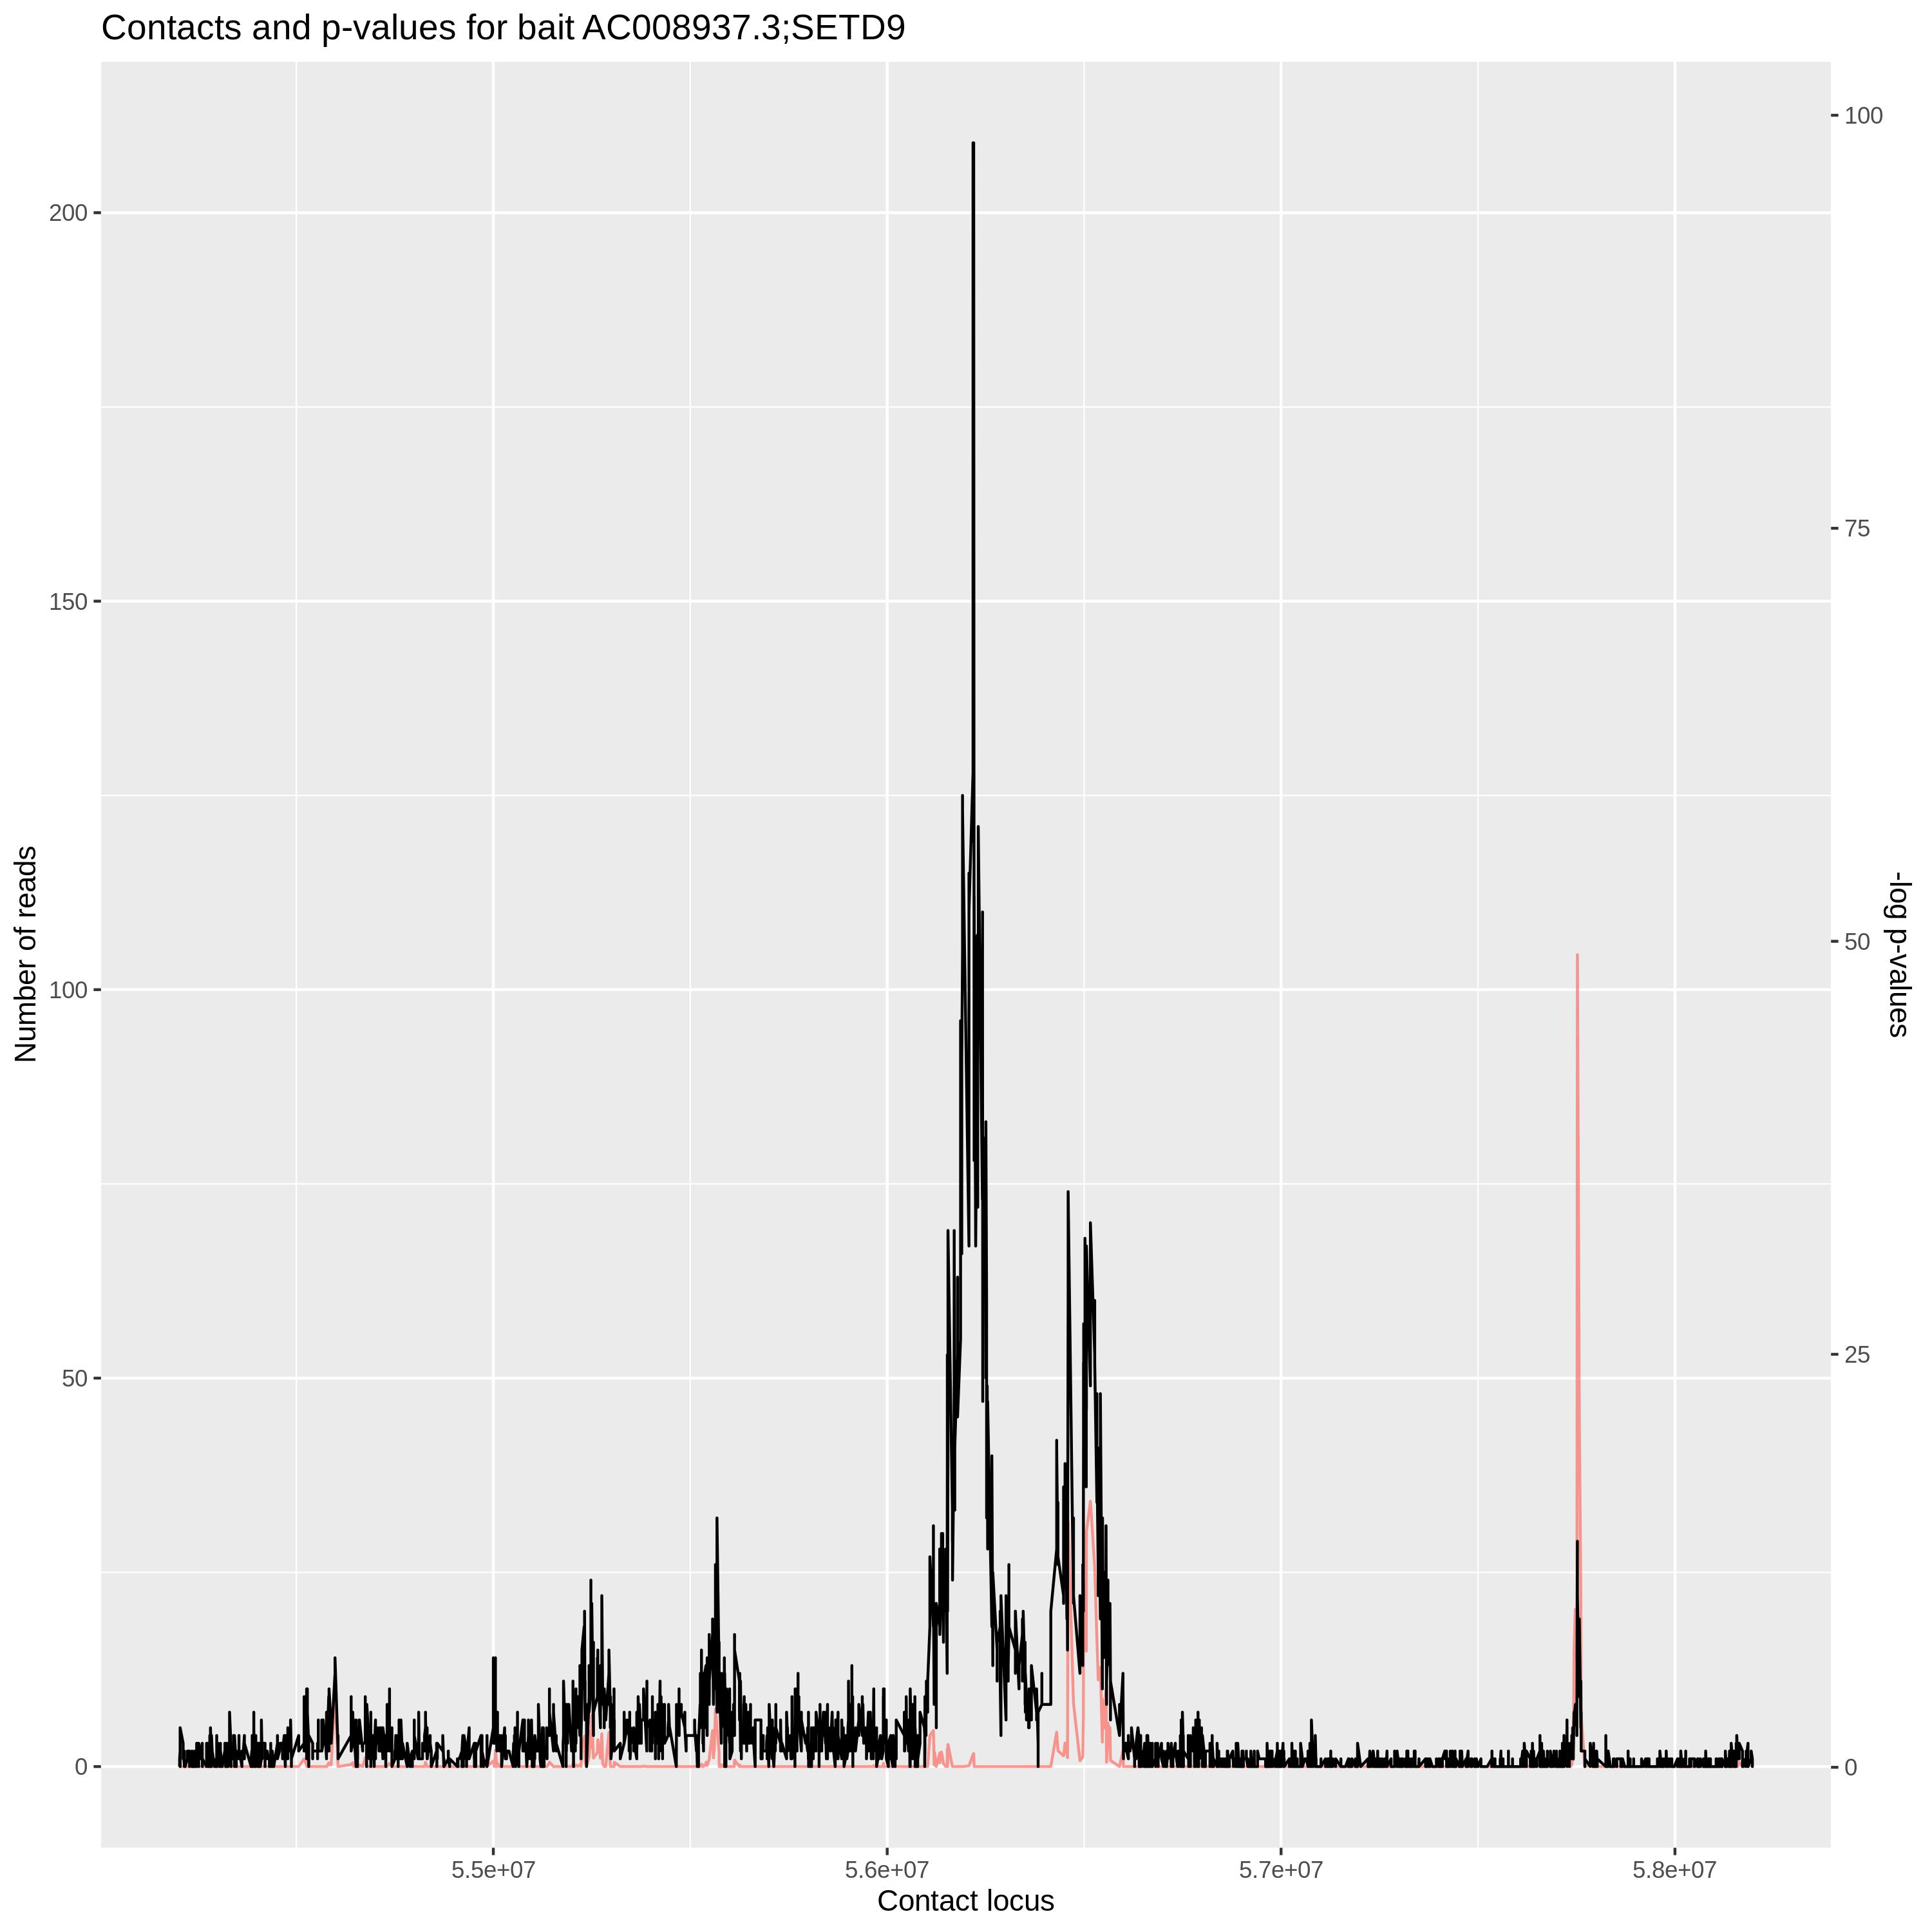 Contacts and p-values for bait AC008937.3;SETD9
200
150
100
50
0
Number of reads
100
75
50
25
0
-log p-values
5.5e+07
5.6e+07
5.7e+07
5.8e+07
Contact locus